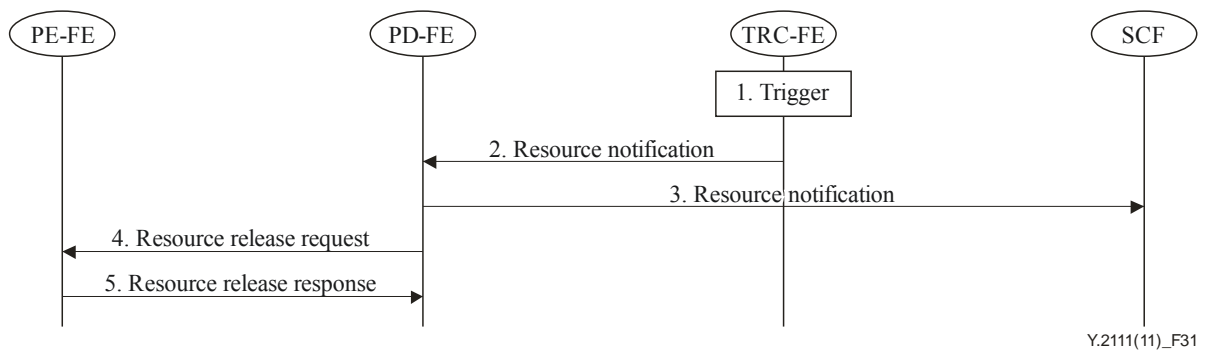 PE-FE
PD-FE
TRC-FE
SCF
1. Trigger
2. Resource notification
3. Resource notification
4. Resource release request
5. Resource release response
Y.2111(11)_F31